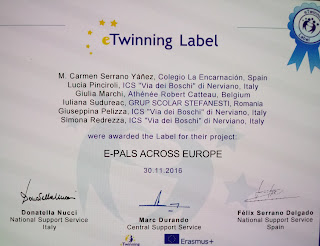 eTwinning Label
M. Carmen Serrano Yáñez, Colegio La Encarnación, Spain
Lucia Pinciroli, ICS "Via dei Boschi" di Nerviano, Italy
Giulia Marchi, Athénée Robert Catteau, Belgium
Iuliana Sudureac, GRUP SCOLAR STEFANESTI, Romania
Giuseppina Pelizza, ICS "Via dei Boschi" di Nerviano, Italy
Simona Redrezza, ICS "Via dei Boschi" di Nerviano, Italy
were awarded the Label for their project:
E-PALS ACROSS EUROPE
30.11.2016
Donatella Nucci
National Support Service
Italy
Marc Durando
Central Support Service
Félix Serrano Delgado
National Support Service
Spain
eTwinning
Erasmus+